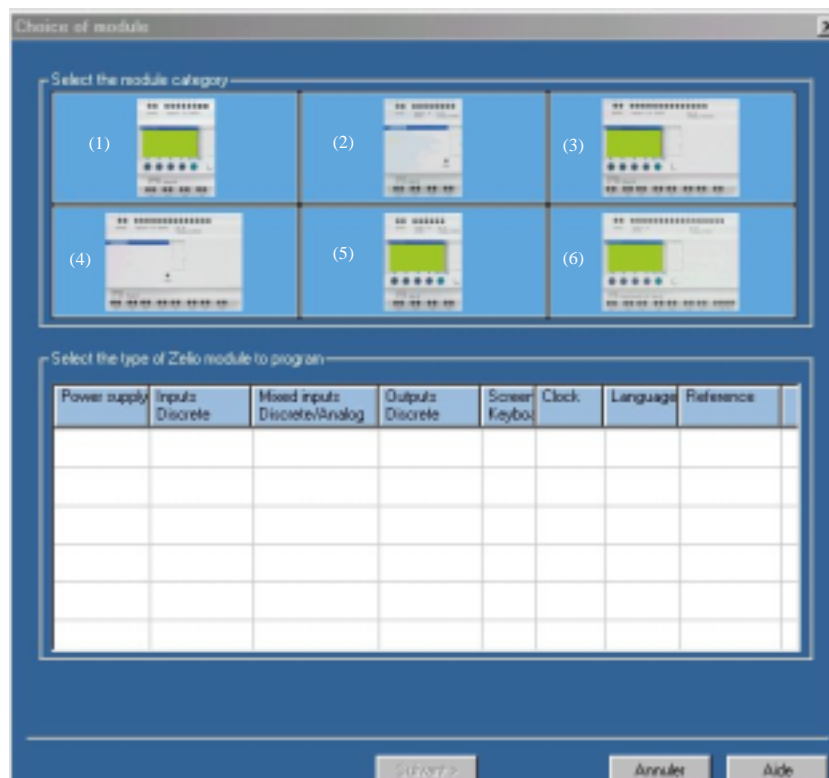 Choice of module
Select the module category
(1)
(2)
(3)
(4)
(5)
(6)
Select the type of Zelio module to program
Power supply
Inputs
Discrete
Mixed inputs
Discrete/Analog
Outputs
Discrete
Screen
Keyboa
Clock
Language
Reference
Suivant >
Annuler
Aide